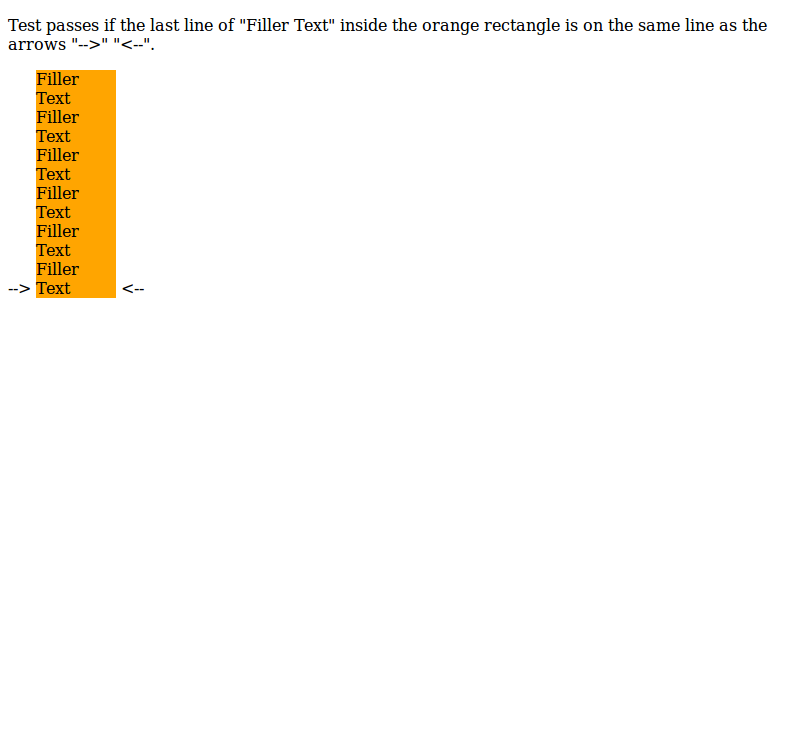 Test passes if the last line of "Filler Text" inside the orange rectangle is on the same line as the
arrows "-->" "<--".
Filler
Text
Filler
Text
Filler
Text
Filler
Text
Filler
Text
Filler
--> Text <--